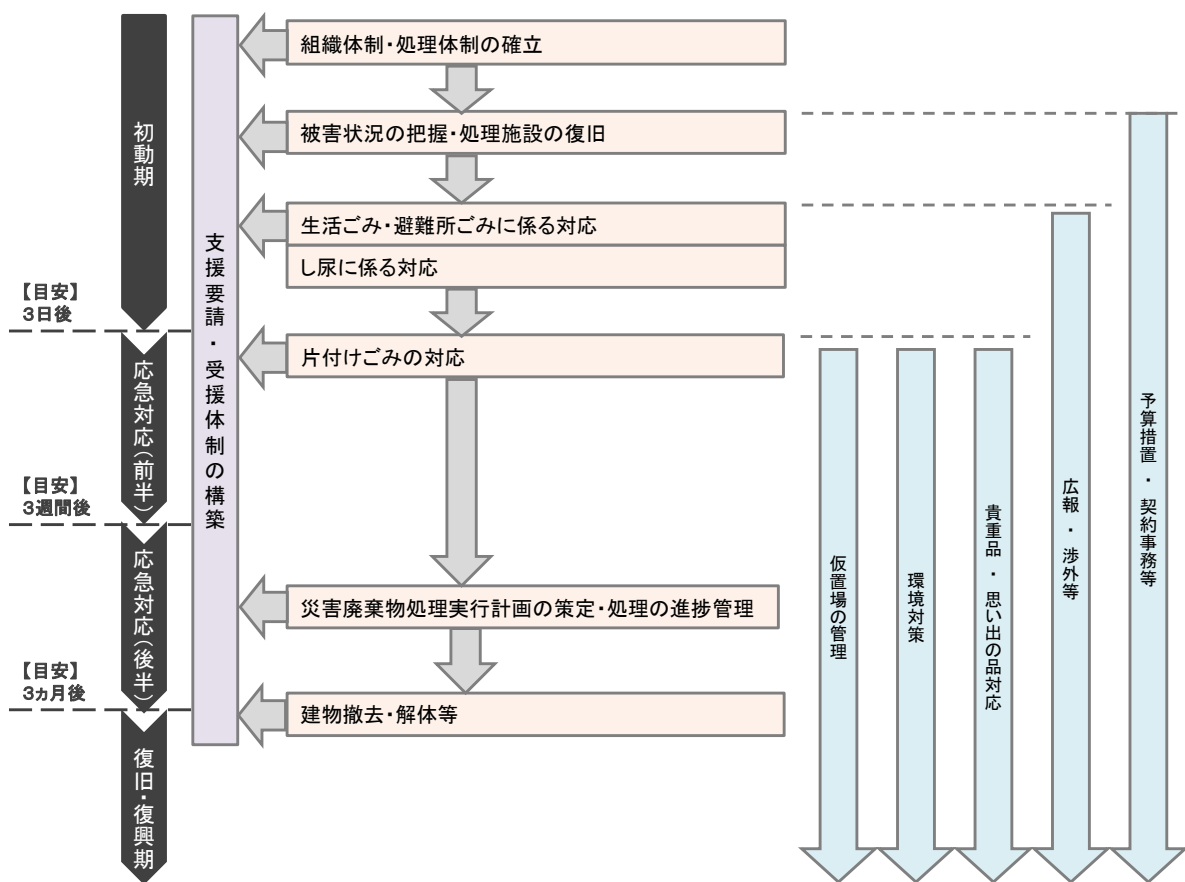 組織体制・処理体制の確立
被害状況の把握・処理施設の復旧
生活ごみ・避難所ごみに係る対応
し尿に係る対応
片付けごみの対応
災害廃棄物処理実行計画の策定・処理の進捗管理
建物撤去・解体等
初動期
【目安】
3日後
応急対応(前半)
【目安】
3週間後
応急対応(後半)
【目安】
3ヵ月後
復旧・復興期
支援要請・受援体制の構築
仮置場の管理
環境対策
貴重品・思い出の品対応
広報・渉外等
予算措置・契約事務等